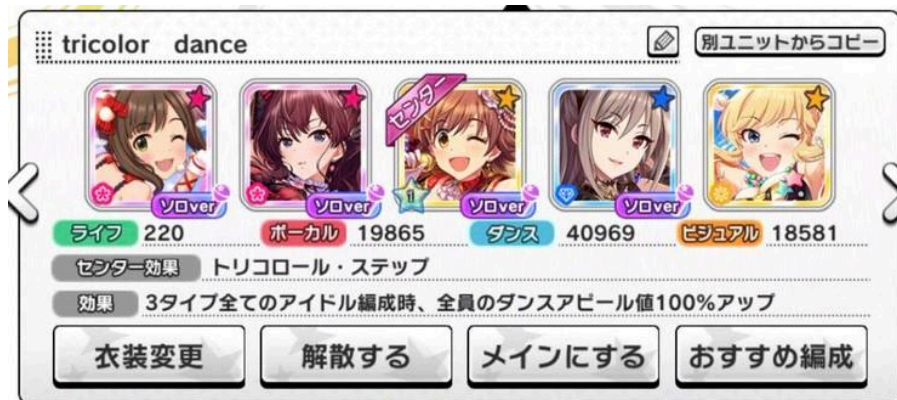 tricolor dance
別ユニットからコピー
センター
1
ソロver ソロver ソロver ソロver
ライフ 220 ボーカル 19865 ダンス 40969 ビジュアル 18581
センター効果 トリコロール・ステップ
効果 3タイプ全てのアイドル編成時、全員のダンスアピール値100%アップ
衣装変更 解散する メインにする おすすめ編成